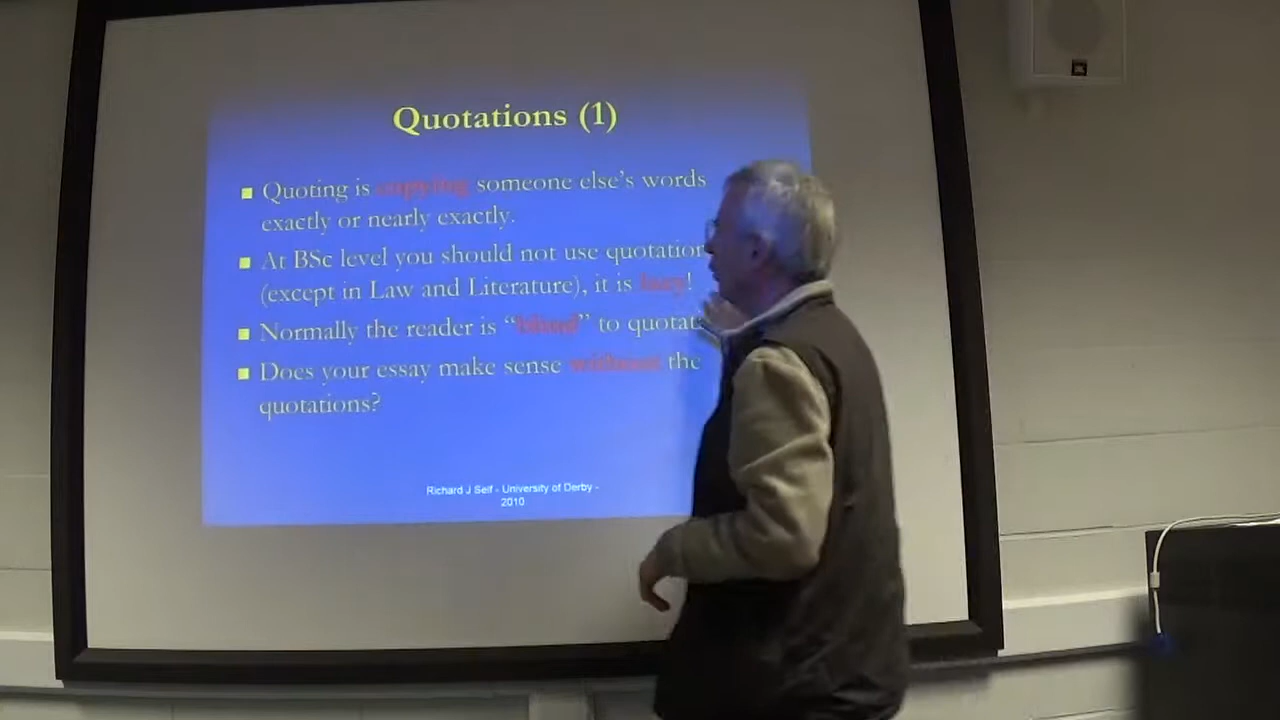 Quotations (1)
Quoting is copying someone else's words
exactly or nearly exactly.
At BSc level you should not use quotation
(except in Law and Literature), it is lazy!
Normally the reader is "blind" to quotat
Does your essay make sense without the
quotations?
Richard J Self - University of Derby -
2010
JBL